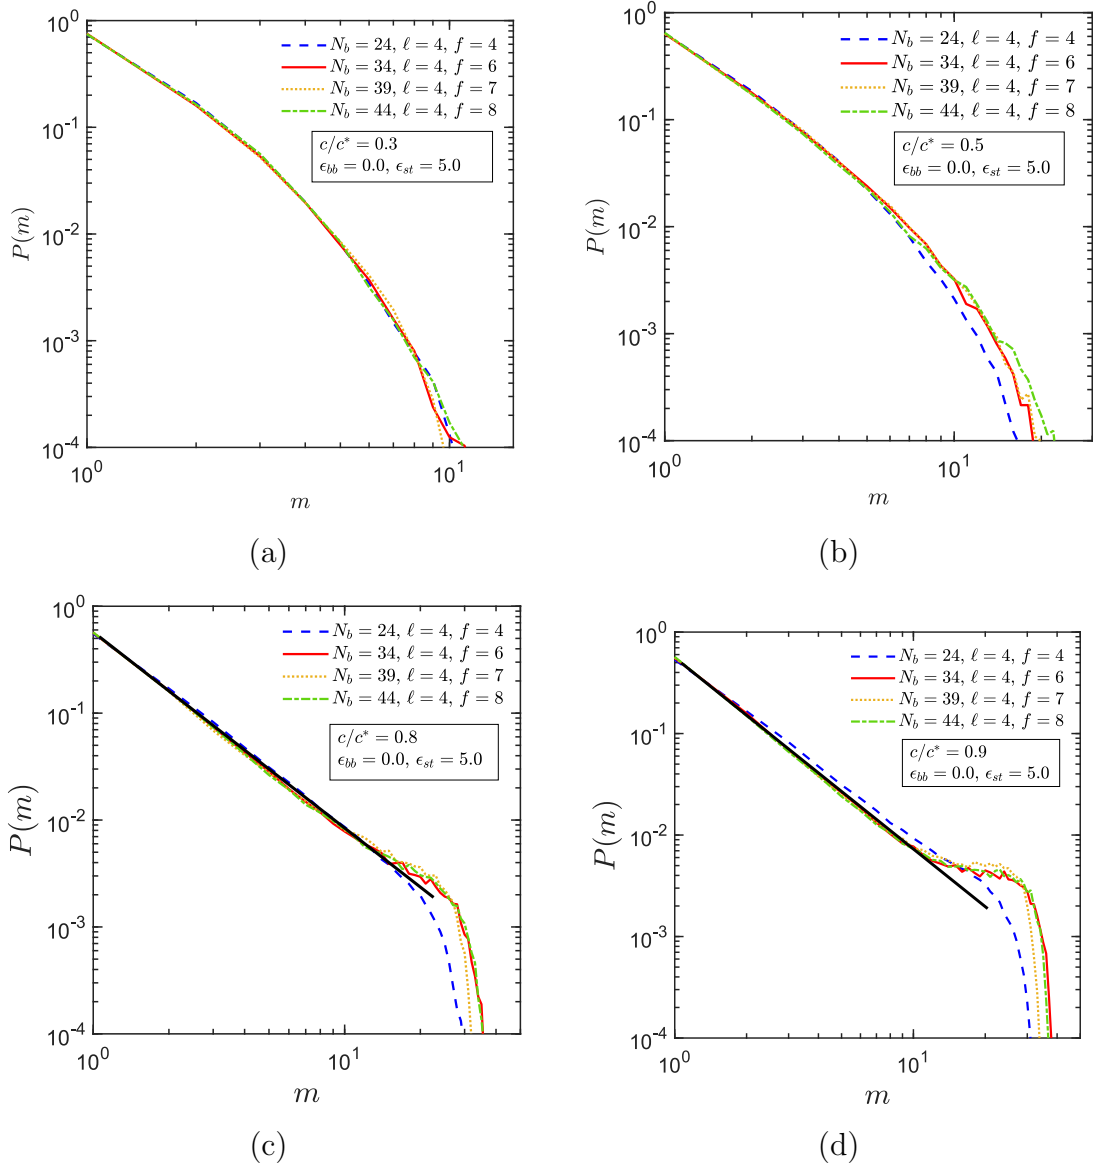 10^0
10^-1
10^-2
10^-3
10^-4
P(m)
N_b = 24, ℓ = 4, f = 4
N_b = 34, ℓ = 4, f = 6
N_b = 39, ℓ = 4, f = 7
N_b = 44, ℓ = 4, f = 8
c/c* = 0.3
ϵ_bb = 0.0, ϵ_st = 5.0
10^0 10^1
m
(a)
10^0
10^-1
10^-2
10^-3
10^-4
P(m)
N_b = 24, ℓ = 4, f = 4
N_b = 34, ℓ = 4, f = 6
N_b = 39, ℓ = 4, f = 7
N_b = 44, ℓ = 4, f = 8
c/c* = 0.5
ϵ_bb = 0.0, ϵ_st = 5.0
10^0 10^1
m
(b)
10^0
10^-1
10^-2
10^-3
10^-4
P(m)
N_b = 24, ℓ = 4, f = 4
N_b = 34, ℓ = 4, f = 6
N_b = 39, ℓ = 4, f = 7
N_b = 44, ℓ = 4, f = 8
c/c* = 0.8
ϵ_bb = 0.0, ϵ_st = 5.0
10^0 10^1
m
(c)
10^0
10^-1
10^-2
10^-3
10^-4
P(m)
N_b = 24, ℓ = 4, f = 4
N_b = 34, ℓ = 4, f = 6
N_b = 39, ℓ = 4, f = 7
N_b = 44, ℓ = 4, f = 8
c/c* = 0.9
ϵ_bb = 0.0, ϵ_st = 5.0
10^0 10^1
m
(d)